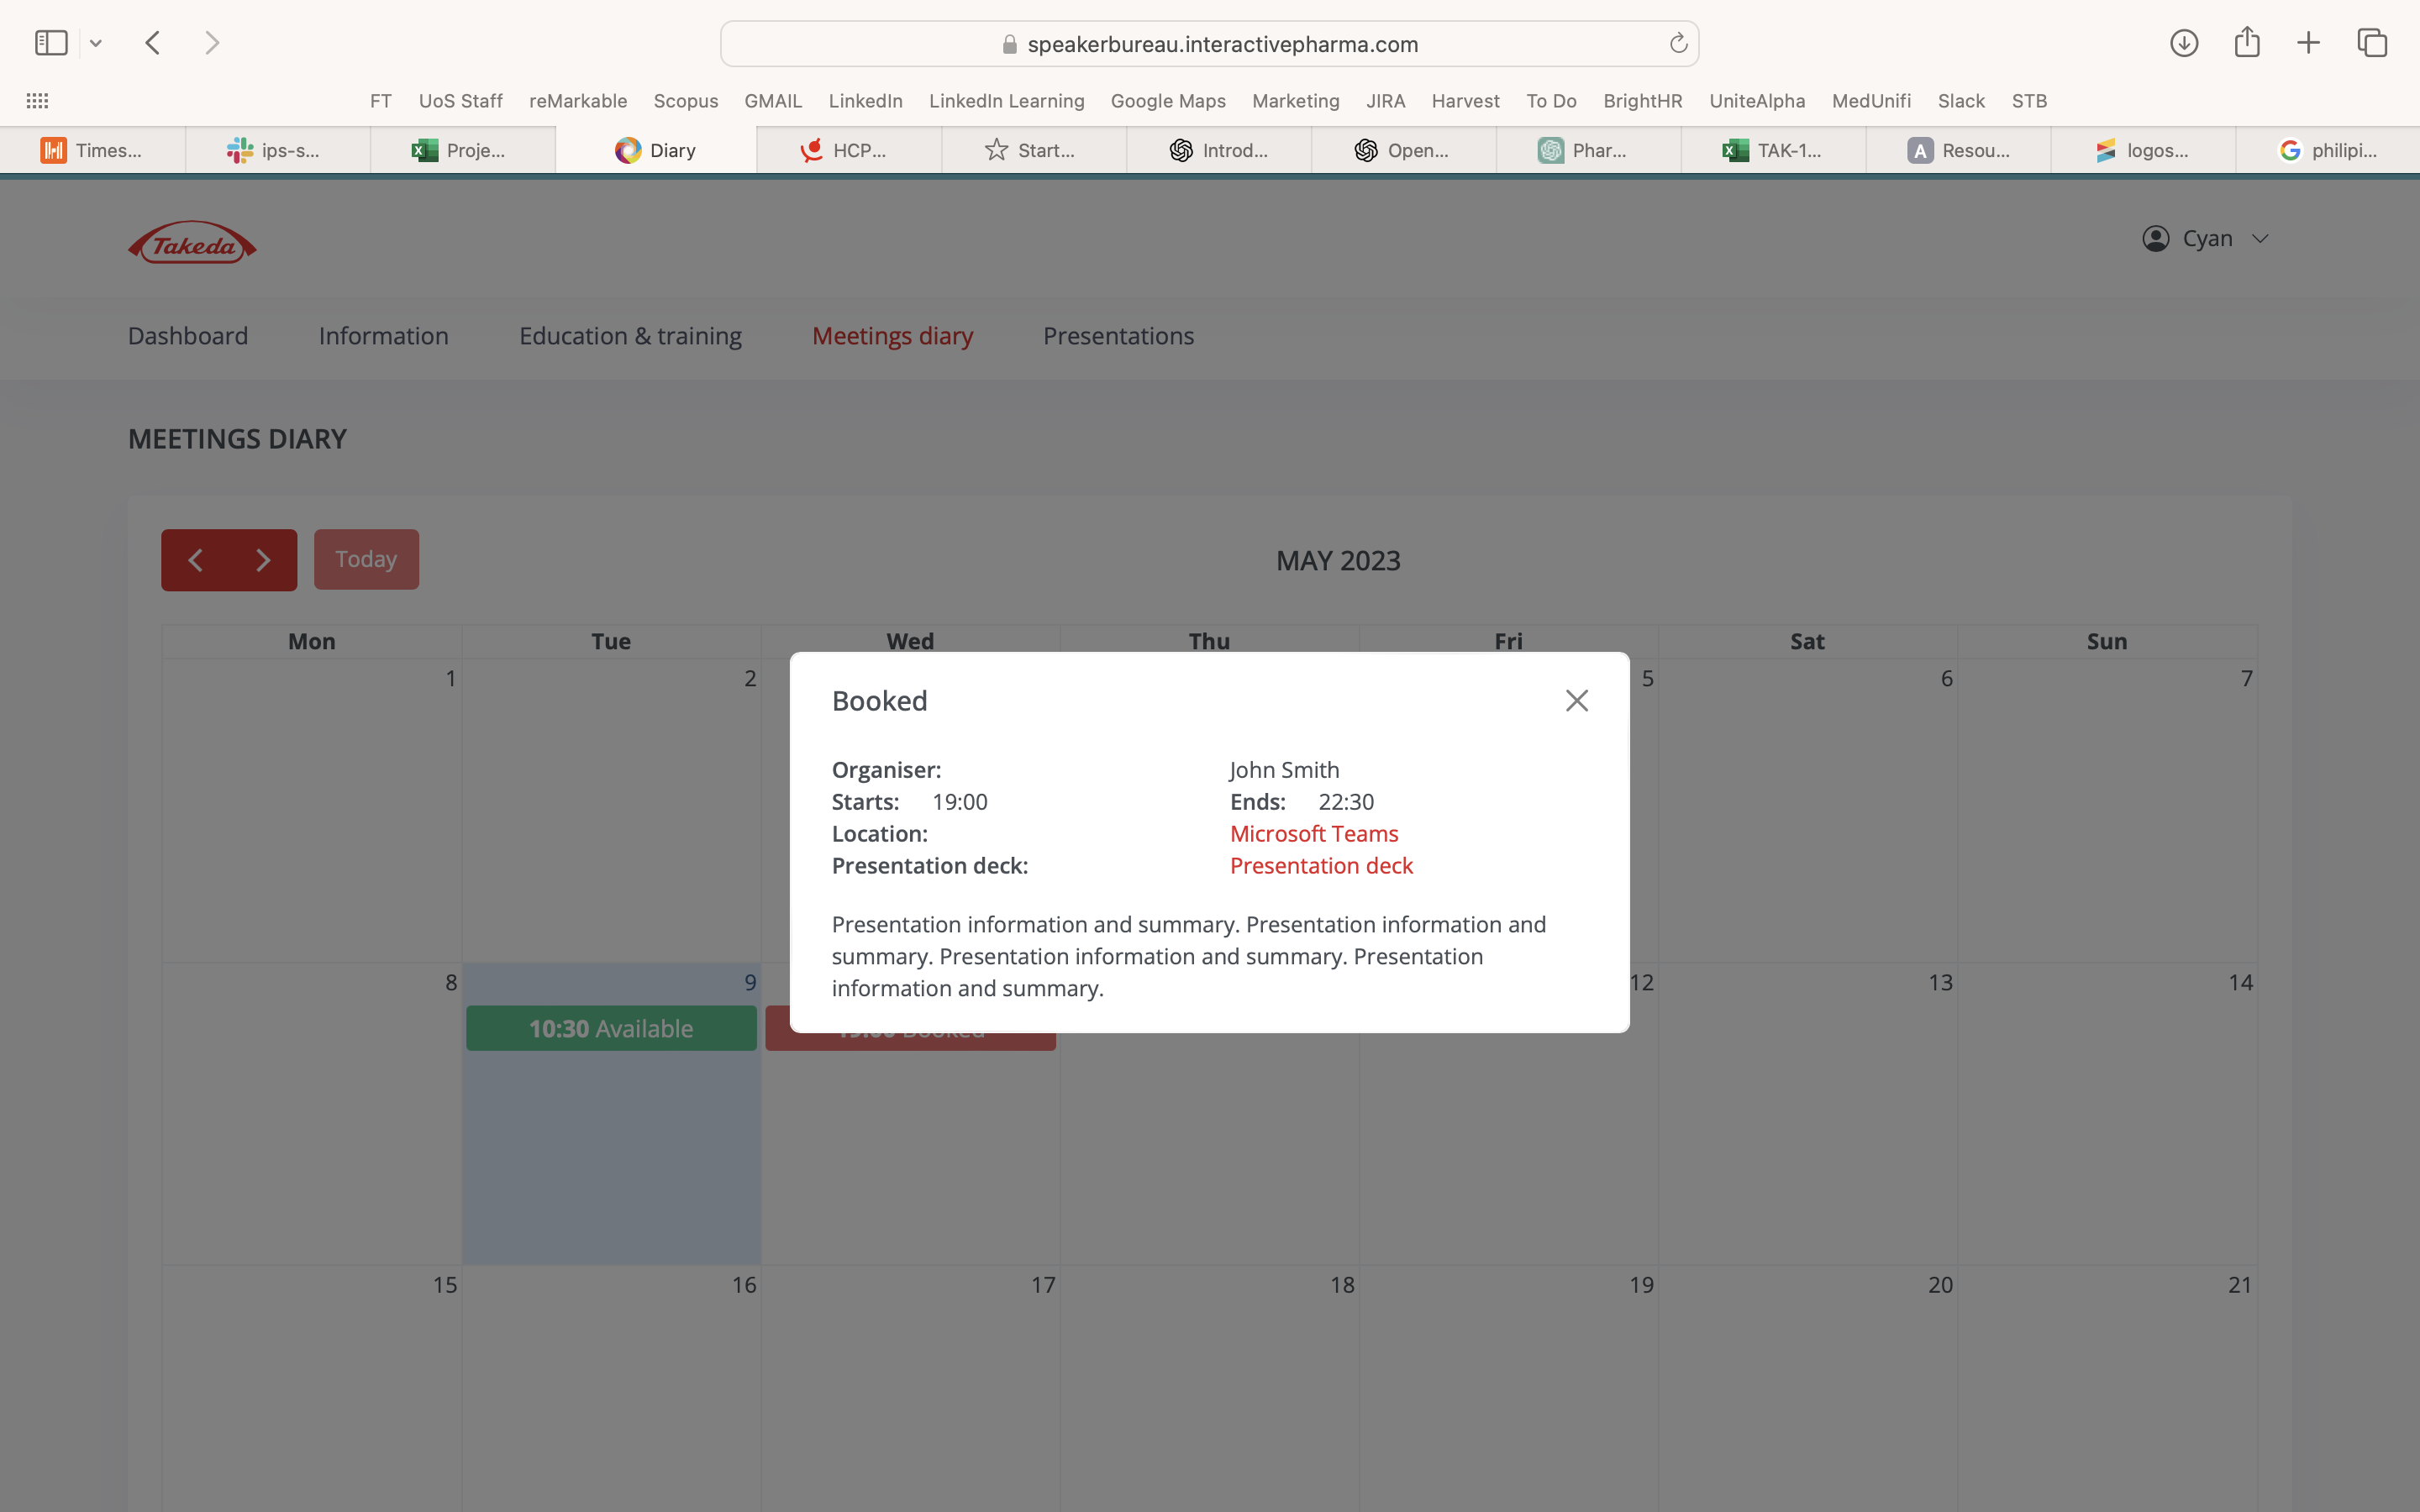 speakerbureau.interactivepharma.com
FT UoS Staff reMarkable Scopus GMAIL LinkedIn LinkedIn Learning Google Maps Marketing JIRA Harvest To Do BrightHR UniteAlpha MedUnifi Slack STB
Times... ips-s... Proje... Diary HCP... Start... Introd... Open... Phar... TAK-1... Resou... logos... philipi...
Takeda
Cyan
Dashboard Information Education & training Meetings diary Presentations
MEETINGS DIARY
Today
MAY 2023
Mon Tue Wed Thu Fri Sat Sun
1 2 5 6 7
Booked
Organiser: John Smith
Starts: 19:00 Ends: 22:30
Location: Microsoft Teams
Presentation deck: Presentation deck
Presentation information and summary. Presentation information and
summary. Presentation information and summary. Presentation
information and summary.
8 9 12 13 14
10:30 Available 19:00 Booked
15 16 17 18 19 20 21